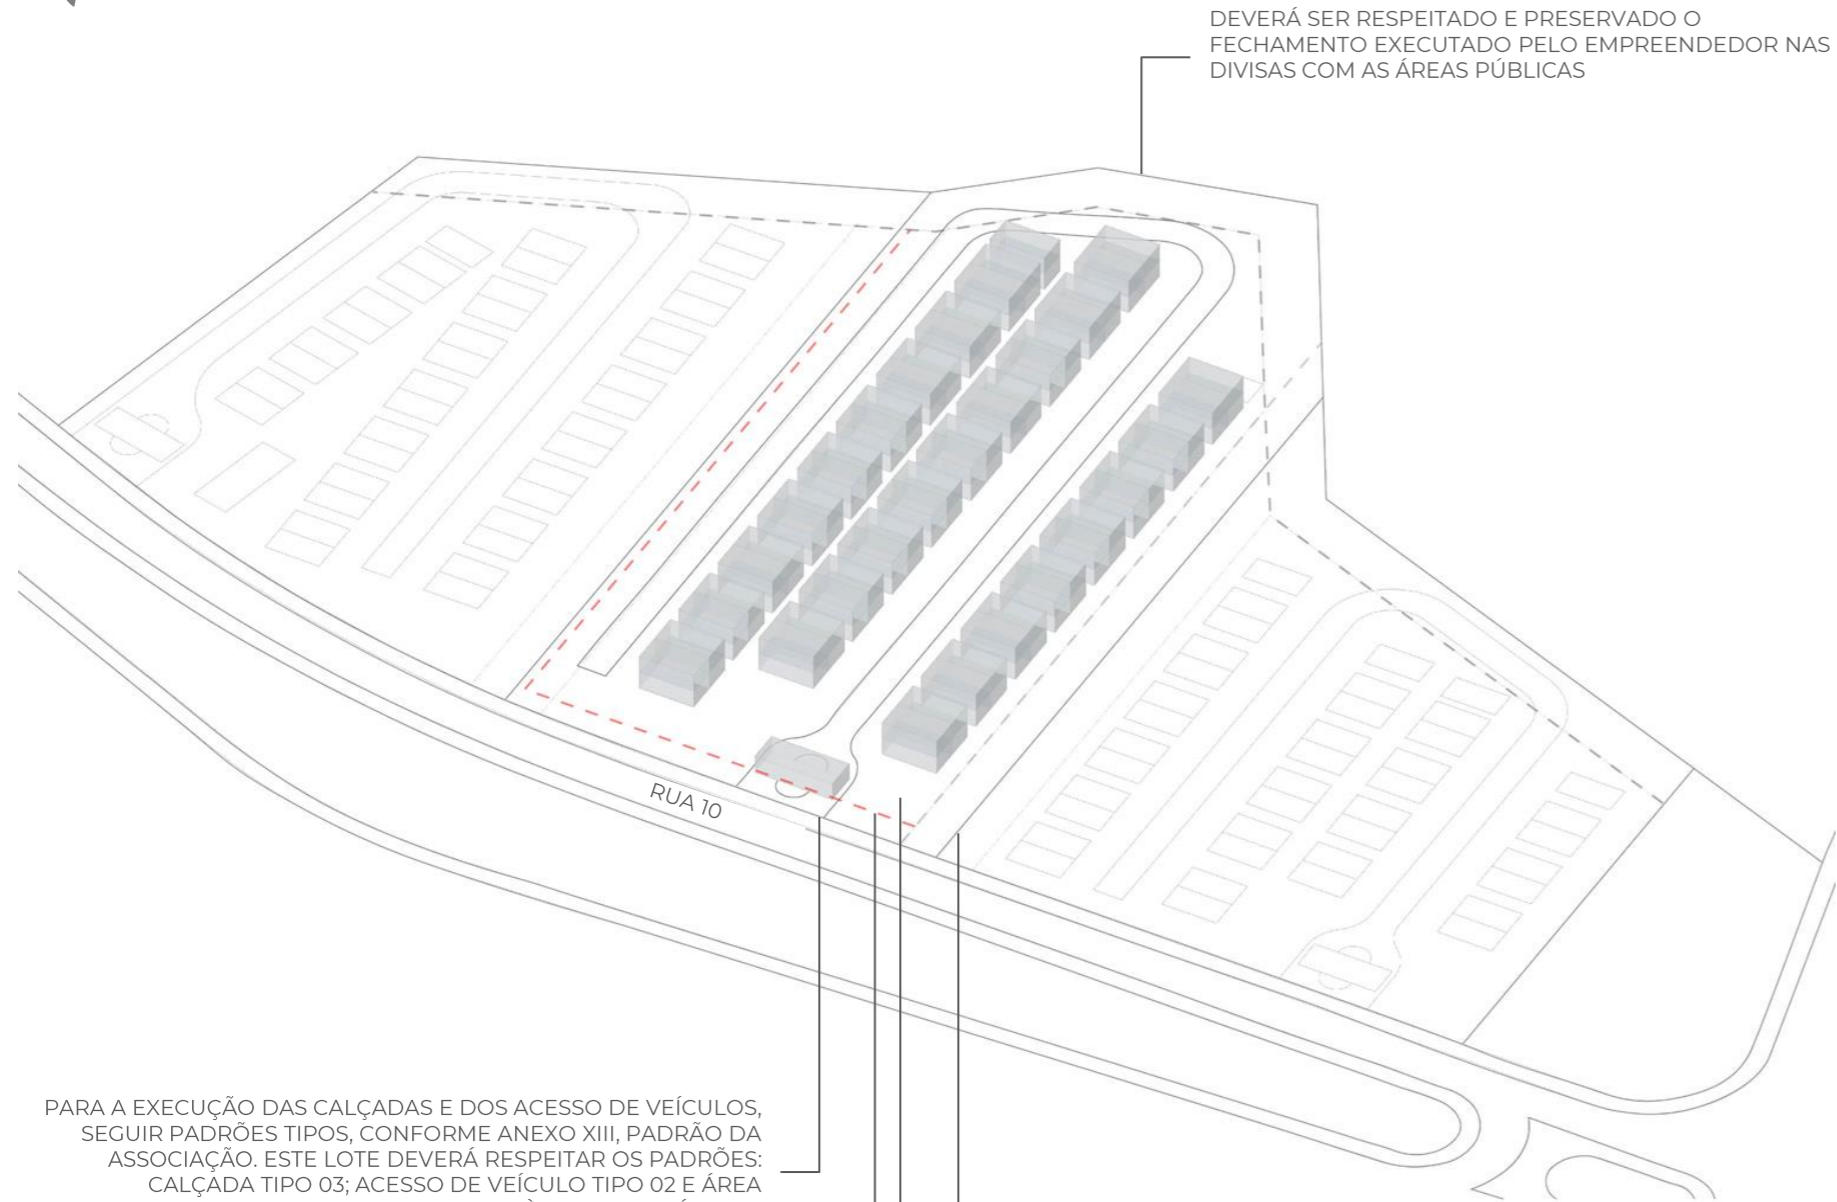 DEVERÁ SER RESPEITADO E PRESERVADO O
FECHAMENTO EXECUTADO PELO EMPREENDEDOR NAS
DIVISAS COM AS ÁREAS PÚBLICAS
RUA 10
PARA A EXECUÇÃO DAS CALÇADAS E DOS ACESSO DE VEÍCULOS,
SEGUIR PADRÕES TIPOS, CONFORME ANEXO XIII, PADRÃO DA
ASSOCIAÇÃO. ESTE LOTE DEVERÁ RESPEITAR OS PADRÕES:
CALÇADA TIPO 03; ACESSO DE VEÍCULO TIPO 02 E ÁREA